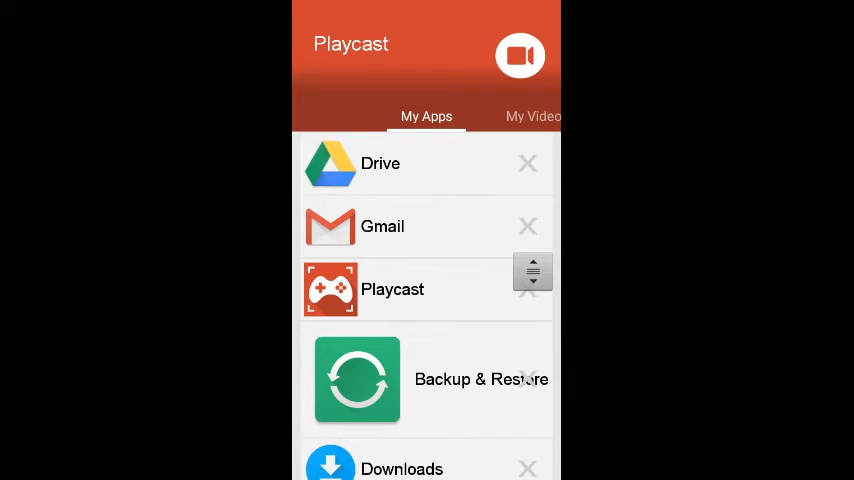 Playcast
My Apps
My Video
Drive
Gmail
Playcast
Backup & Restore
Downloads